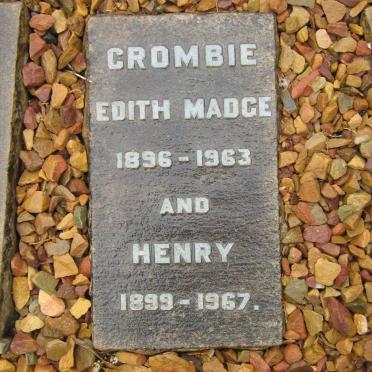 CROMBIE
EDITH MADGE
1896-1963
AND
HENRY
1899-1967.